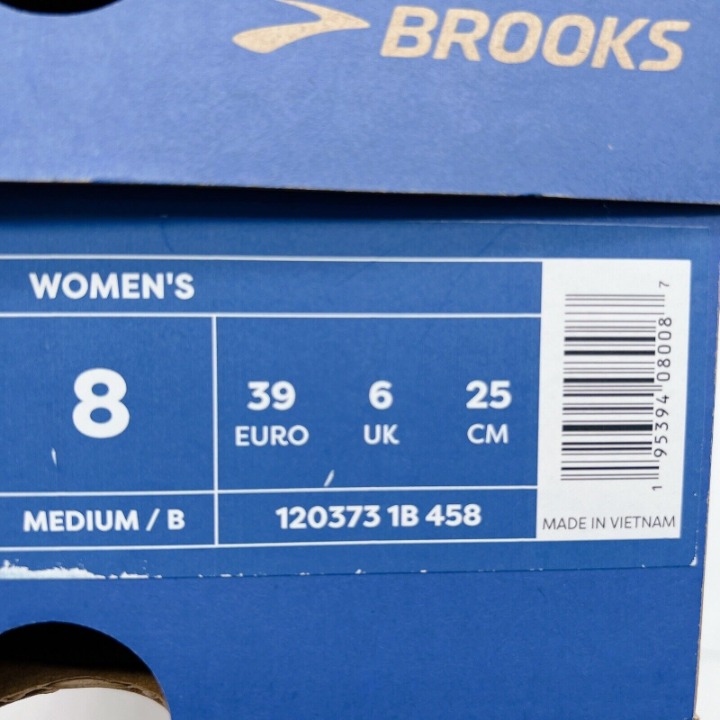 BROOKS
WOMEN'S
8
39 6 25
EURO UK CM
MEDIUM / B
120373 1B 458
1 95394 08008 7
MADE IN VIETNAM